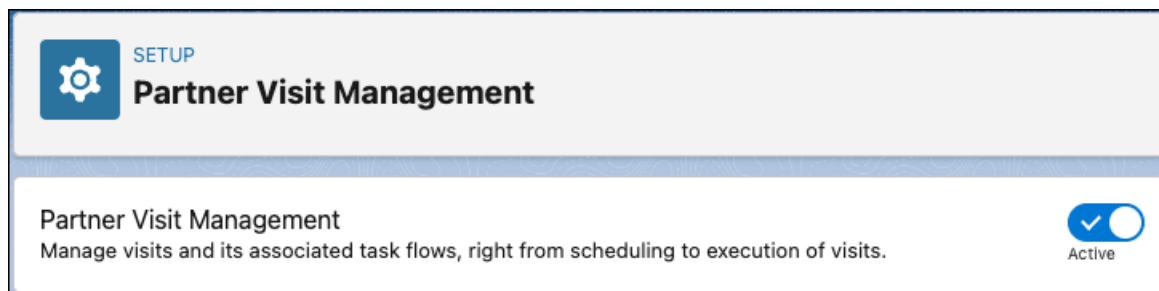 SETUP
Partner Visit Management
Partner Visit Management
Manage visits and its associated task flows, right from scheduling to execution of visits.
Active